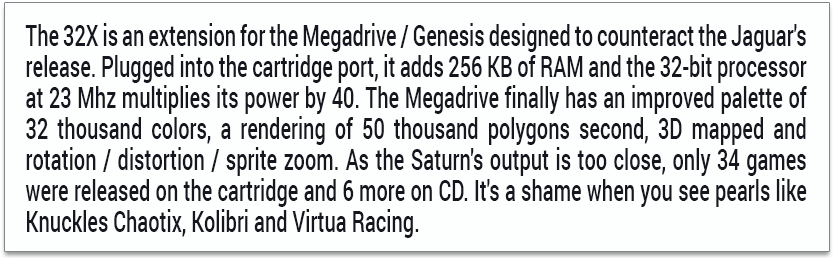 The 32X is an extension for the Megadrive / Genesis designed to counteract the Jaguar's
release. Plugged into the cartridge port, it adds 256 KB of RAM and the 32-bit processor
at 23 Mhz multiplies its power by 40. The Megadrive finally has an improved palette of
32 thousand colors, a rendering of 50 thousand polygons second, 3D mapped and
rotation / distortion / sprite zoom. As the Saturn's output is too close, only 34 games
were released on the cartridge and 6 more on CD. It's a shame when you see pearls like
Knuckles Chaotix, Kolibri and Virtua Racing.